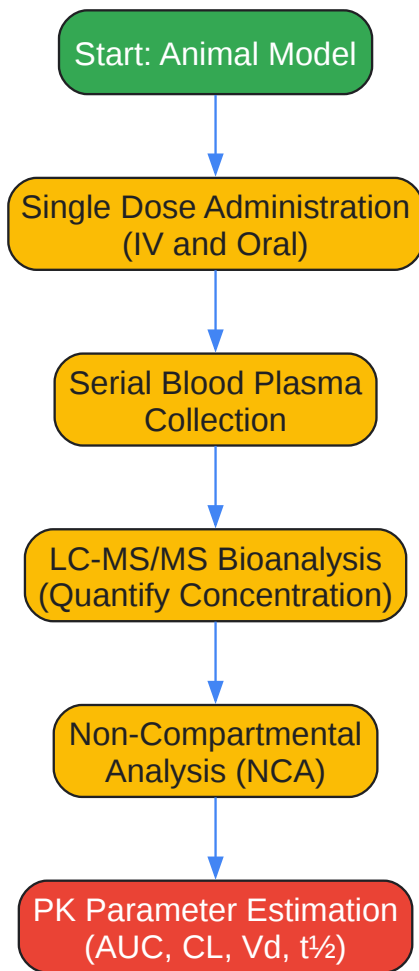 Start: Animal Model
Single Dose Administration
(IV and Oral)
Serial Blood Plasma
Collection
LC-MS/MS Bioanalysis
(Quantify Concentration)
Non-Compartmental
Analysis (NCA)
PK Parameter Estimation
(AUC, CL, Vd, t½)